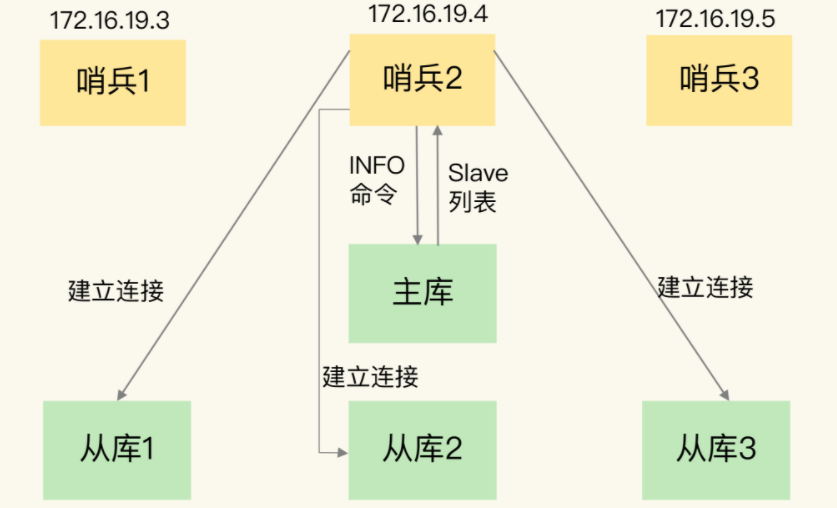 172.16.19.3
172.16.19.4
172.16.19.5
哨兵1
哨兵2
哨兵3
INFO
命令
Slave
列表
主库
建立连接
建立连接
建立连接
从库1
从库2
从库3